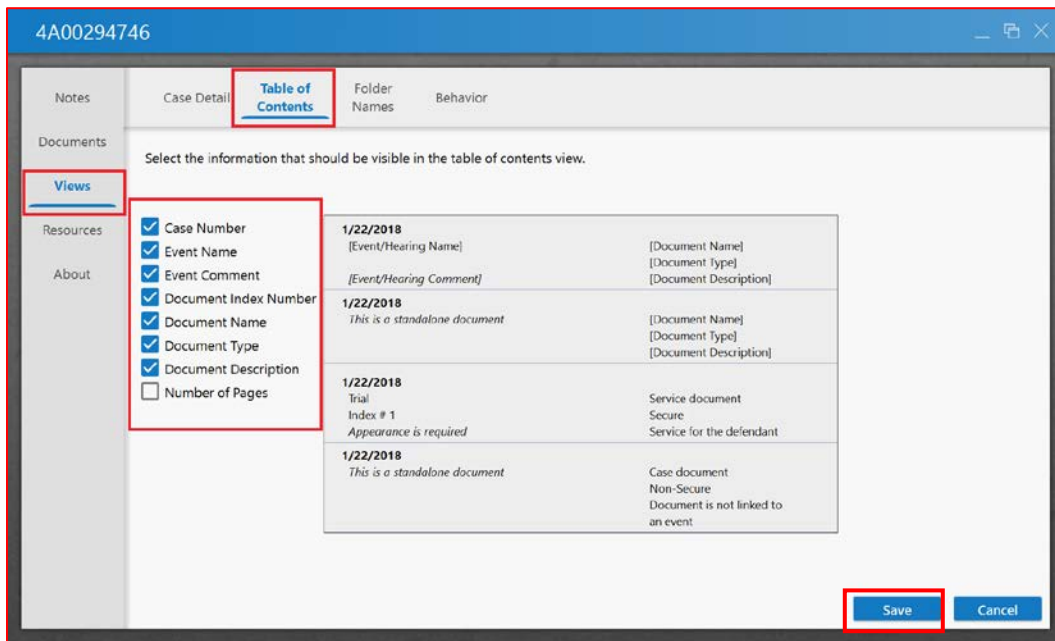 4A00294746
Notes
Documents
Views
Resources
About
Case Detail
Table of
Contents
Folder
Names
Behavior
Select the information that should be visible in the table of contents view.
Case Number
Event Name
Event Comment
Document Index Number
Document Name
Document Type
Document Description
Number of Pages
1/22/2018
[Event/Hearing Name] [Document Name]
[Document Type]
[Event/Hearing Comment] [Document Description]
1/22/2018
This is a standalone document [Document Name]
[Document Type]
[Document Description]
1/22/2018
Trial Service document
Index # 1 Secure
Appearance is required Service for the defendant
1/22/2018
This is a standalone document Case document
Non-Secure
Document is not linked to
an event
Save Cancel